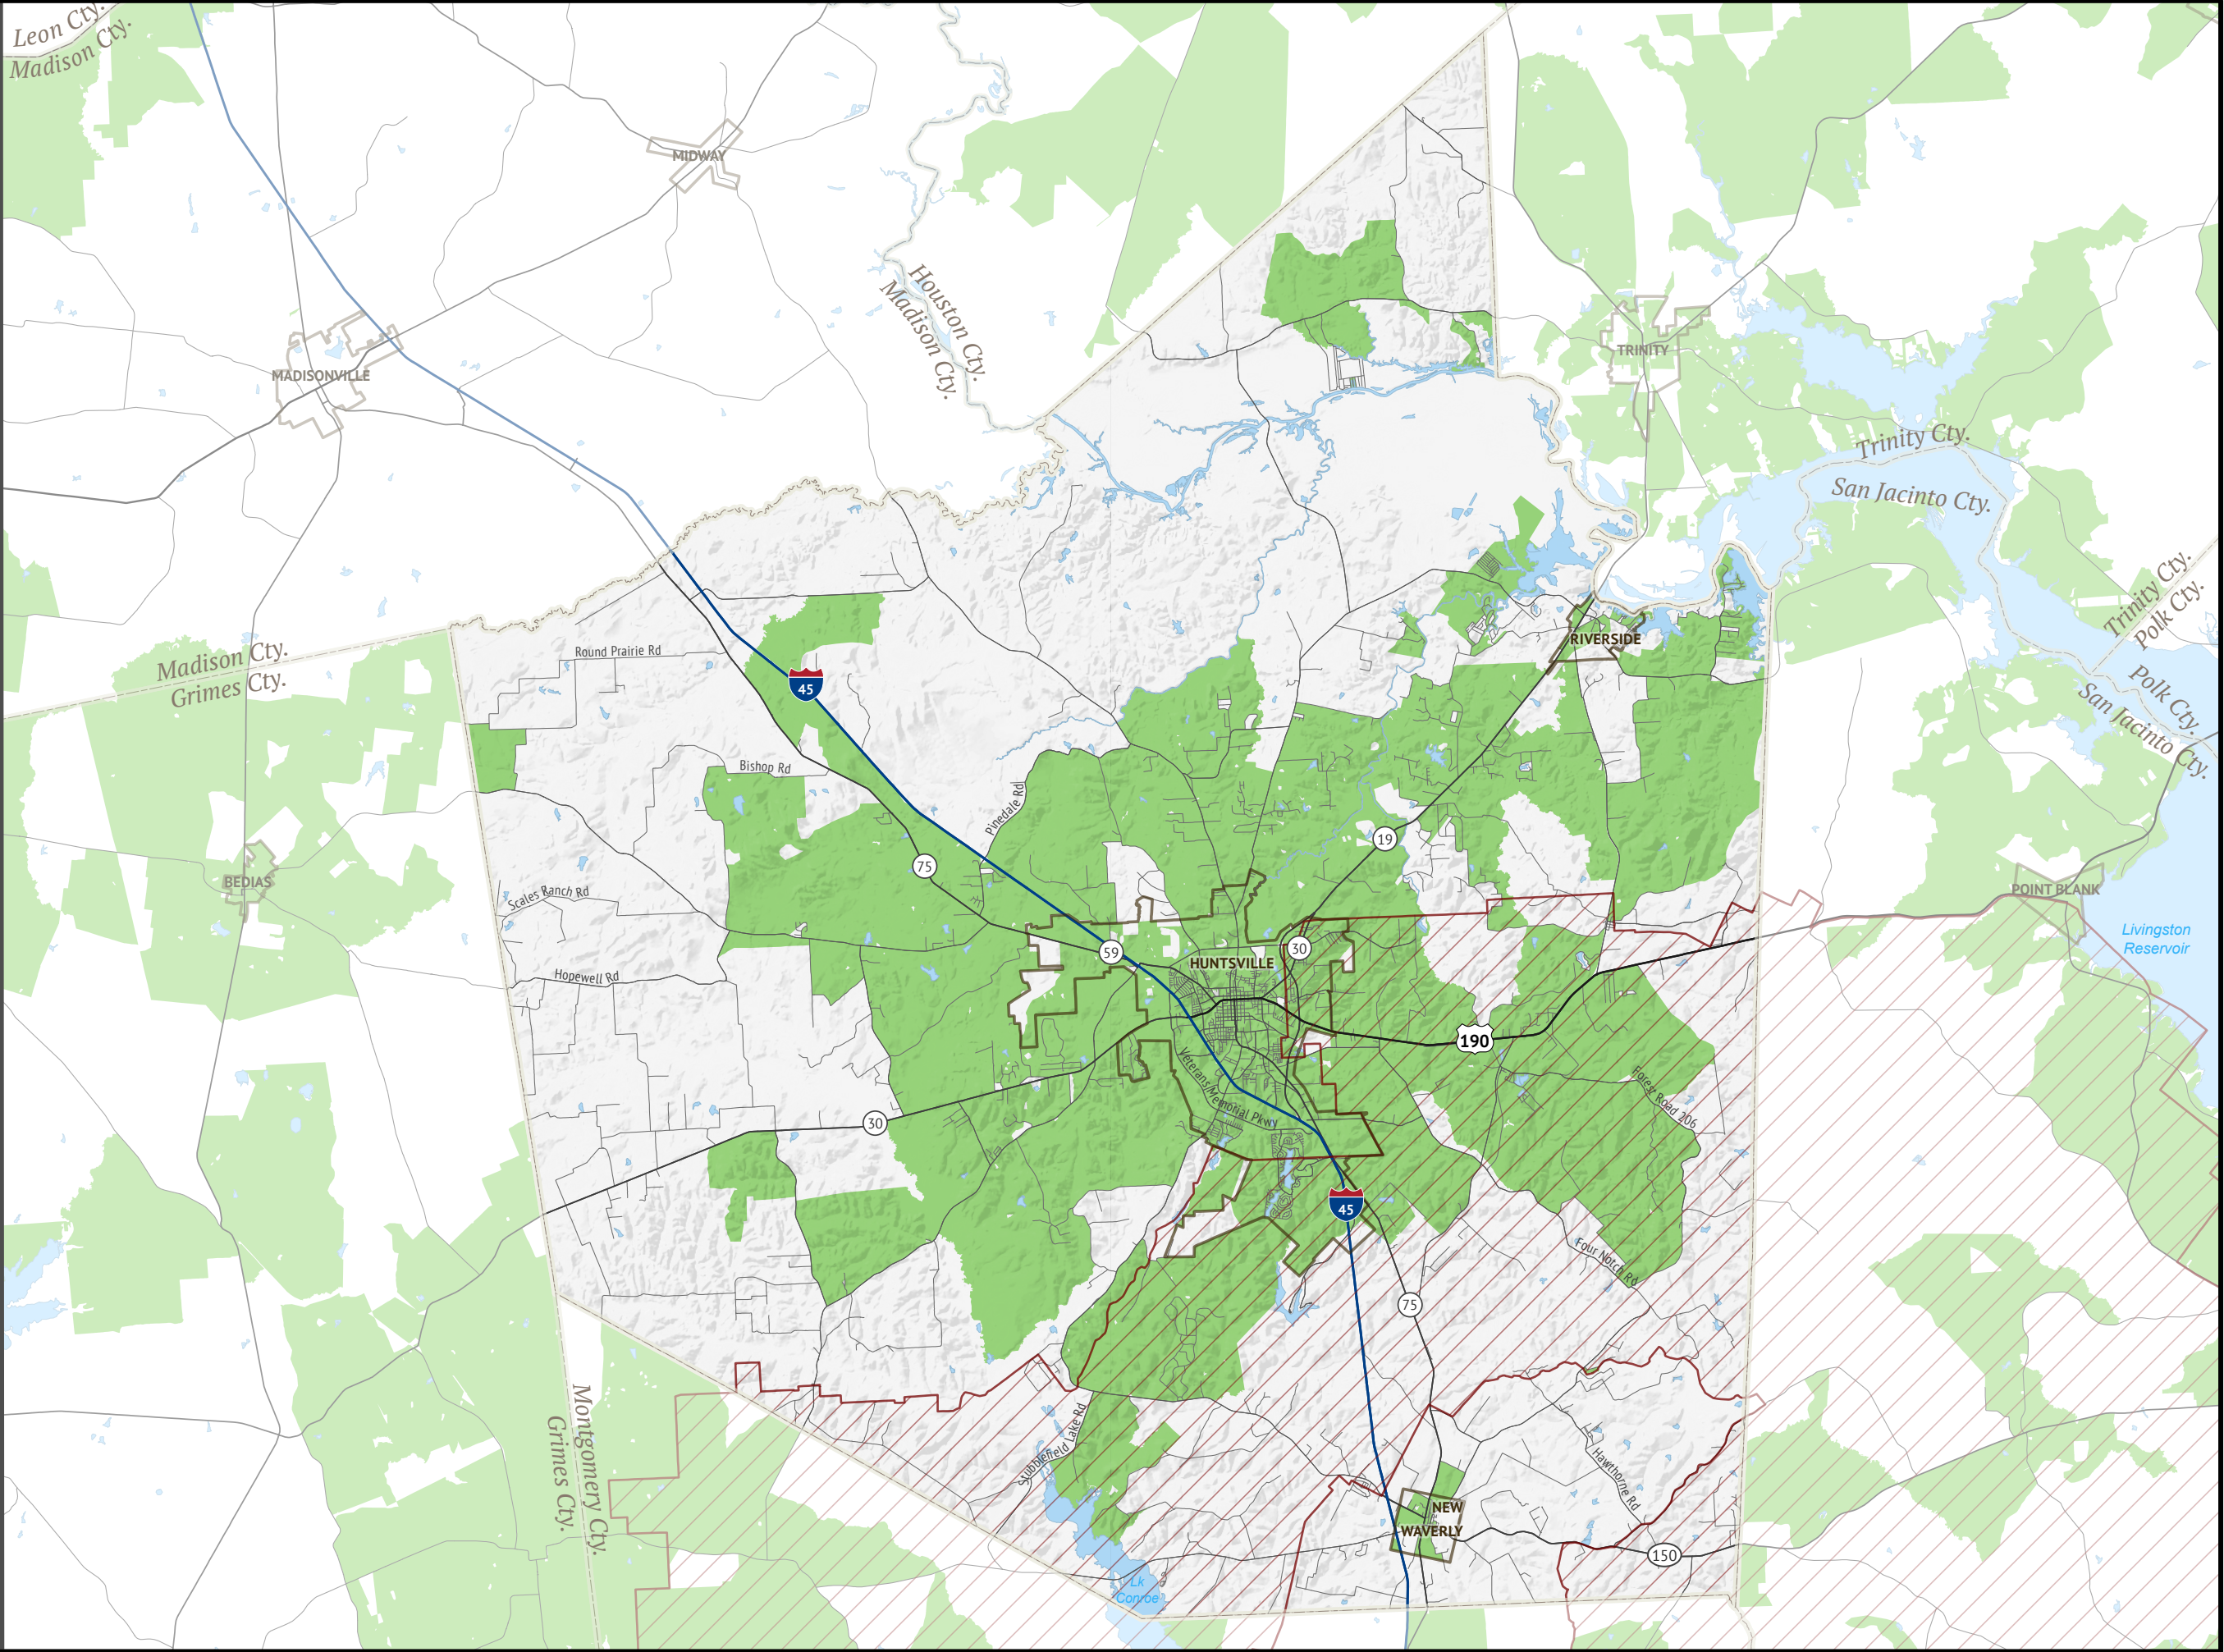 Leon Cty.
Madison Cty.
MIDWAY
MADISONVILLE
Houston Cty.
Madison Cty.
TRINITY
Trinity Cty.
San Jacinto Cty.
Trinity Cty.
Polk Cty.
Polk Cty.
San Jacinto Cty.
Madison Cty.
Grimes Cty.
Round Prairie Rd
45
RIVERSIDE
Bishop Rd
Pinedale Rd
75
19
BEDIAS
Scales Ranch Rd
POINT BLANK
Livingston
Reservoir
59
HUNTSVILLE
30
Hopewell Rd
190
Veterans Memorial Pkwy
Forest Road 206
30
45
Four Notch Rd
75
Montgomery Cty.
Grimes Cty.
Stubblefield Lake Rd
Hawthorne Rd
NEW
WAVERLY
150
Lk
Conroe